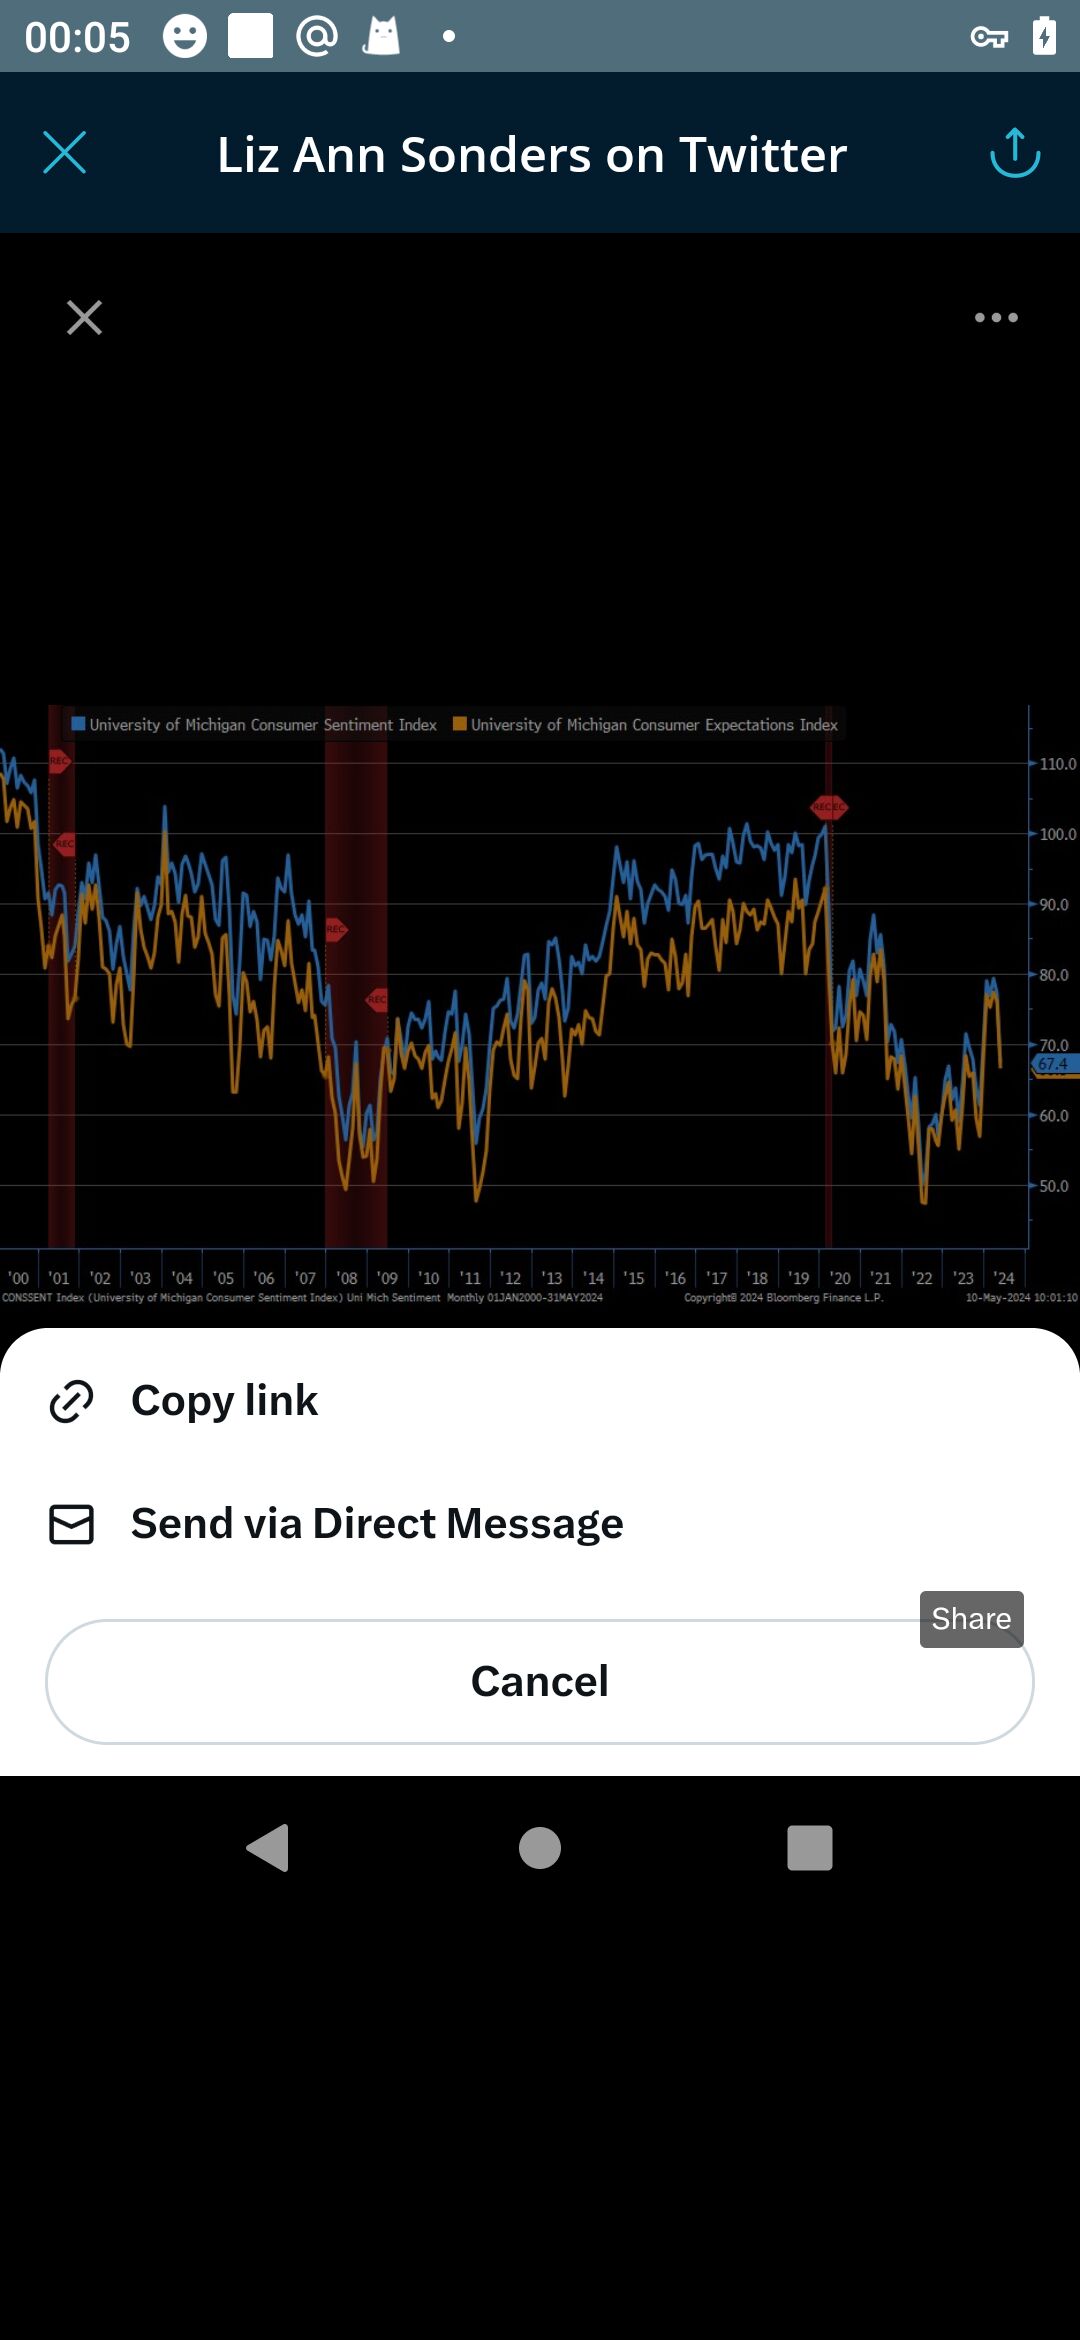 00:05
Liz Ann Sonders on Twitter
University of Michigan Consumer Sentiment Index University of Michigan Consumer Expectations Index
REC
REC
REC
REC
REC EC
110.0
100.0
90.0
80.0
70.0
67.4
60.0
50.0
'00 '01 '02 '03 '04 '05 '06 '07 '08 '09 '10 '11 '12 '13 '14 '15 '16 '17 '18 '19 '20 '21 '22 '23 '24
CONSSENT Index (University of Michigan Consumer Sentiment Index) Uni Mich Sentiment Monthly 01JAN2000-31MAY2024 Copyright© 2024 Bloomberg Finance L.P. 10-May-2024 10:01:10
Copy link
Send via Direct Message
Share
Cancel